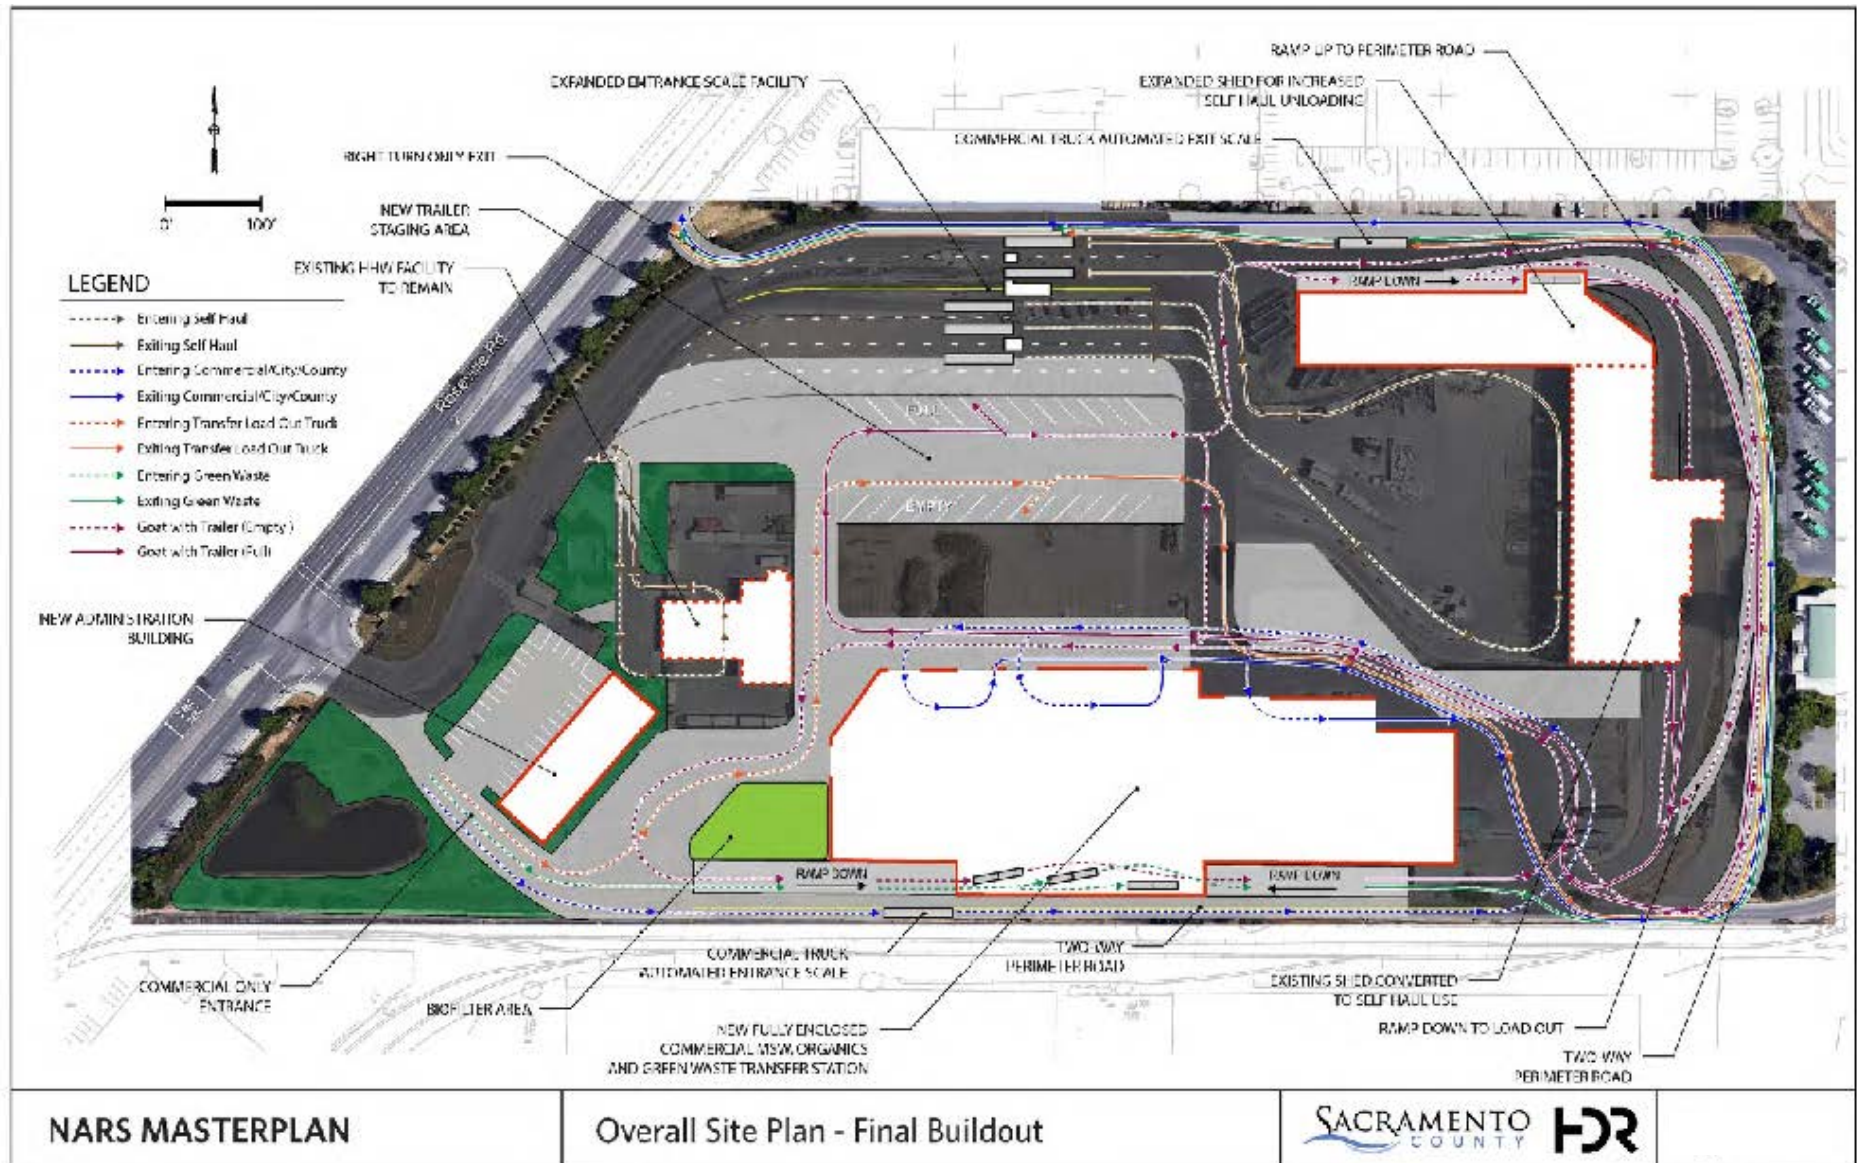 RAMP UP TO PERIMETER ROAD
EXPANDED ENTRANCE SCALE FACILITY
EXPANDED SHED FOR INCREASED
SELF HAUL UNLOADING
COMMERCIAL TRUCK AUTOMATED EXIT SCALE
RIGHT TURN ONLY EXIT
0'
100'
NEW TRAILER
STAGING AREA
EXISTING HHW FACILITY
TO REMAIN
LEGEND
Entering Self Haul
Exiting Self Haul
Entering Commercial/City/County
Exiting Commercial/City/County
Entering Transfer Load Out Truck
Exiting Transfer Load Out Truck
Entering Green Waste
Exiting Green Waste
Goat with Trailer (Empty)
Goat with Trailer (Full)
Roseville Rd
RAMP DOWN
FULL
EMPTY
NEW ADMINISTRATION
BUILDING
RAMP DOWN
RAMP DOWN
COMMERCIAL ONLY
ENTRANCE
BIOFILTER AREA
COMMERCIAL TRUCK
AUTOMATED ENTRANCE SCALE
TWO-WAY
PERIMETER ROAD
NEW FULLY ENCLOSED
COMMERCIAL MSW, ORGANICS
AND GREEN WASTE TRANSFER STATION
EXISTING SHED CONVERTED
TO SELF HAUL USE
RAMP DOWN TO LOAD OUT
TWO-WAY
PERIMETER ROAD
NARS MASTERPLAN
Overall Site Plan - Final Buildout
SACRAMENTO
COUNTY
HDR